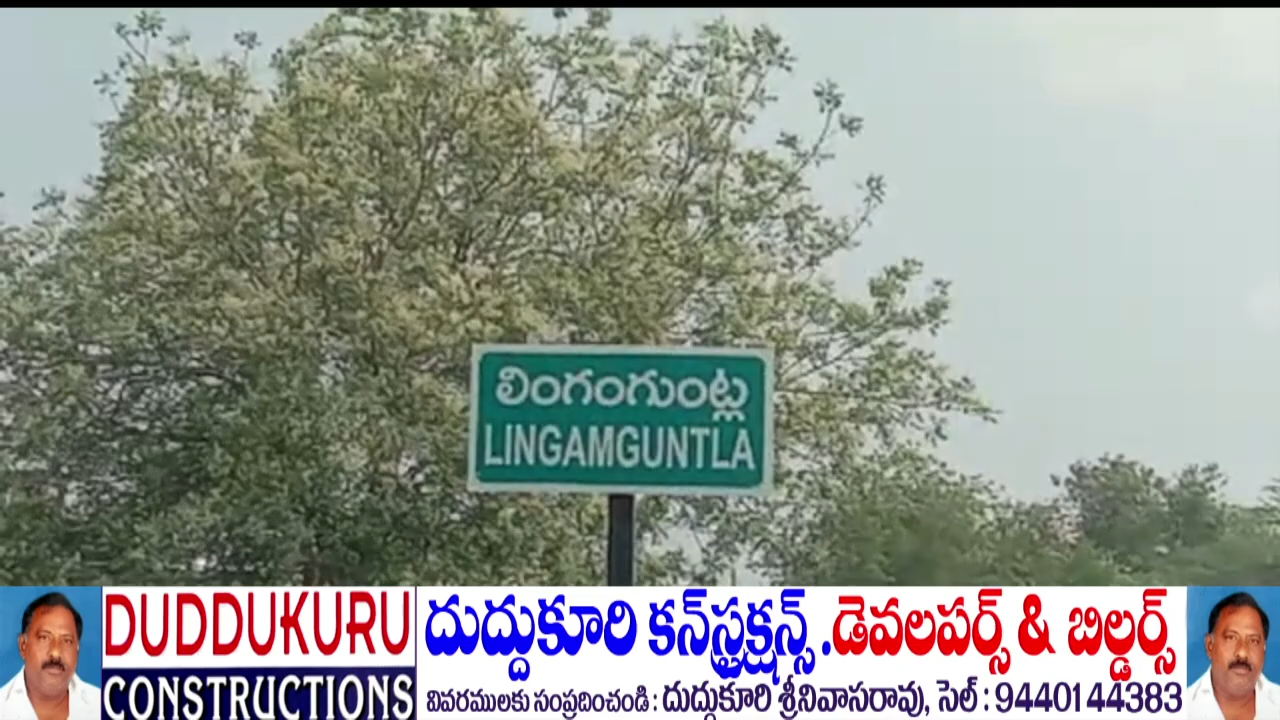 లింగంగుంట్ల
LINGAMGUNTLA
DUDDUKURU
CONSTRUCTIONS
దుద్దుకూరి కన్‌స్ట్రక్షన్స్ .డెవలపర్స్ & బిల్డర్స్
వివరములకు సంప్రదించండి : దుద్దుకూరి శ్రీనివాసరావు, సెల్ : 9440144383